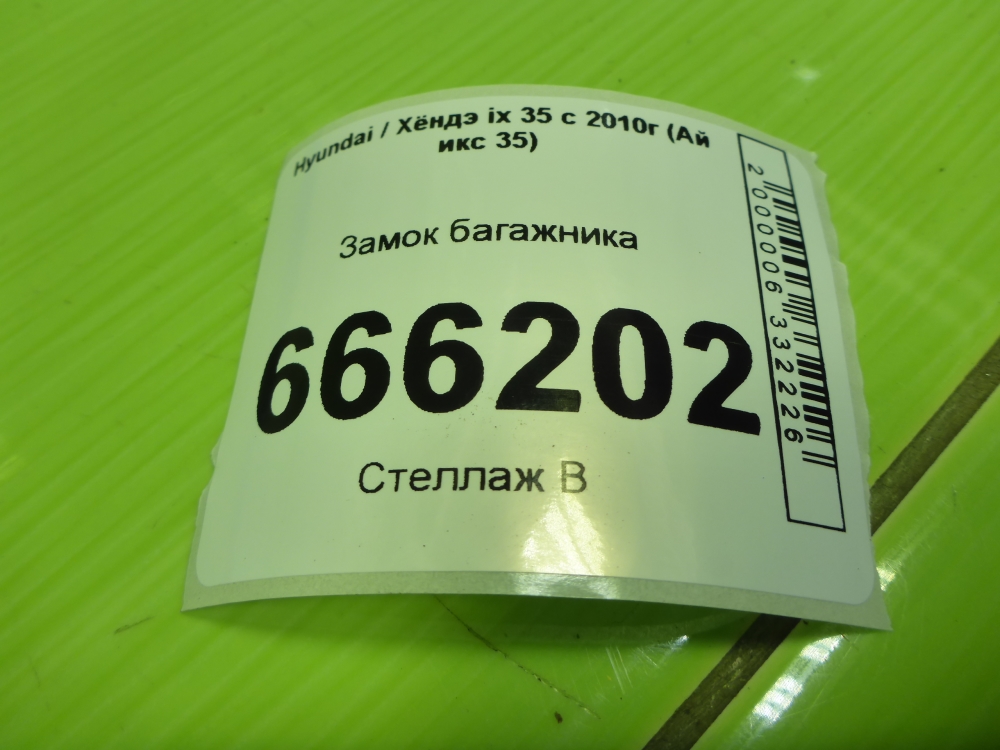 Hyundai / Хёндэ ix 35 с 2010г (Ай
икс 35)
Замок багажника
666202
Стеллаж В
2000006332226